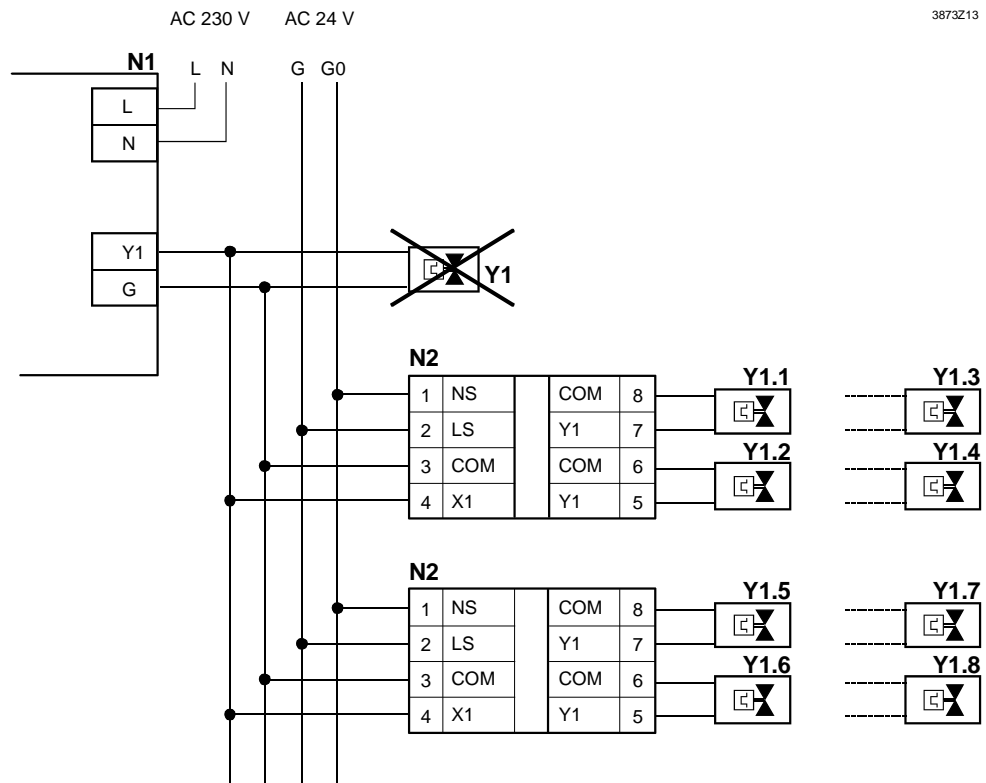 AC 230 V AC 24 V
3873Z13
N1 L N G G0
L
N
Y1
G
Y1
N2
1 NS COM 8
2 LS Y1 7
3 COM COM 6
4 X1 Y1 5
Y1.1 Y1.3
Y1.2 Y1.4
N2
1 NS COM 8
2 LS Y1 7
3 COM COM 6
4 X1 Y1 5
Y1.5 Y1.7
Y1.6 Y1.8